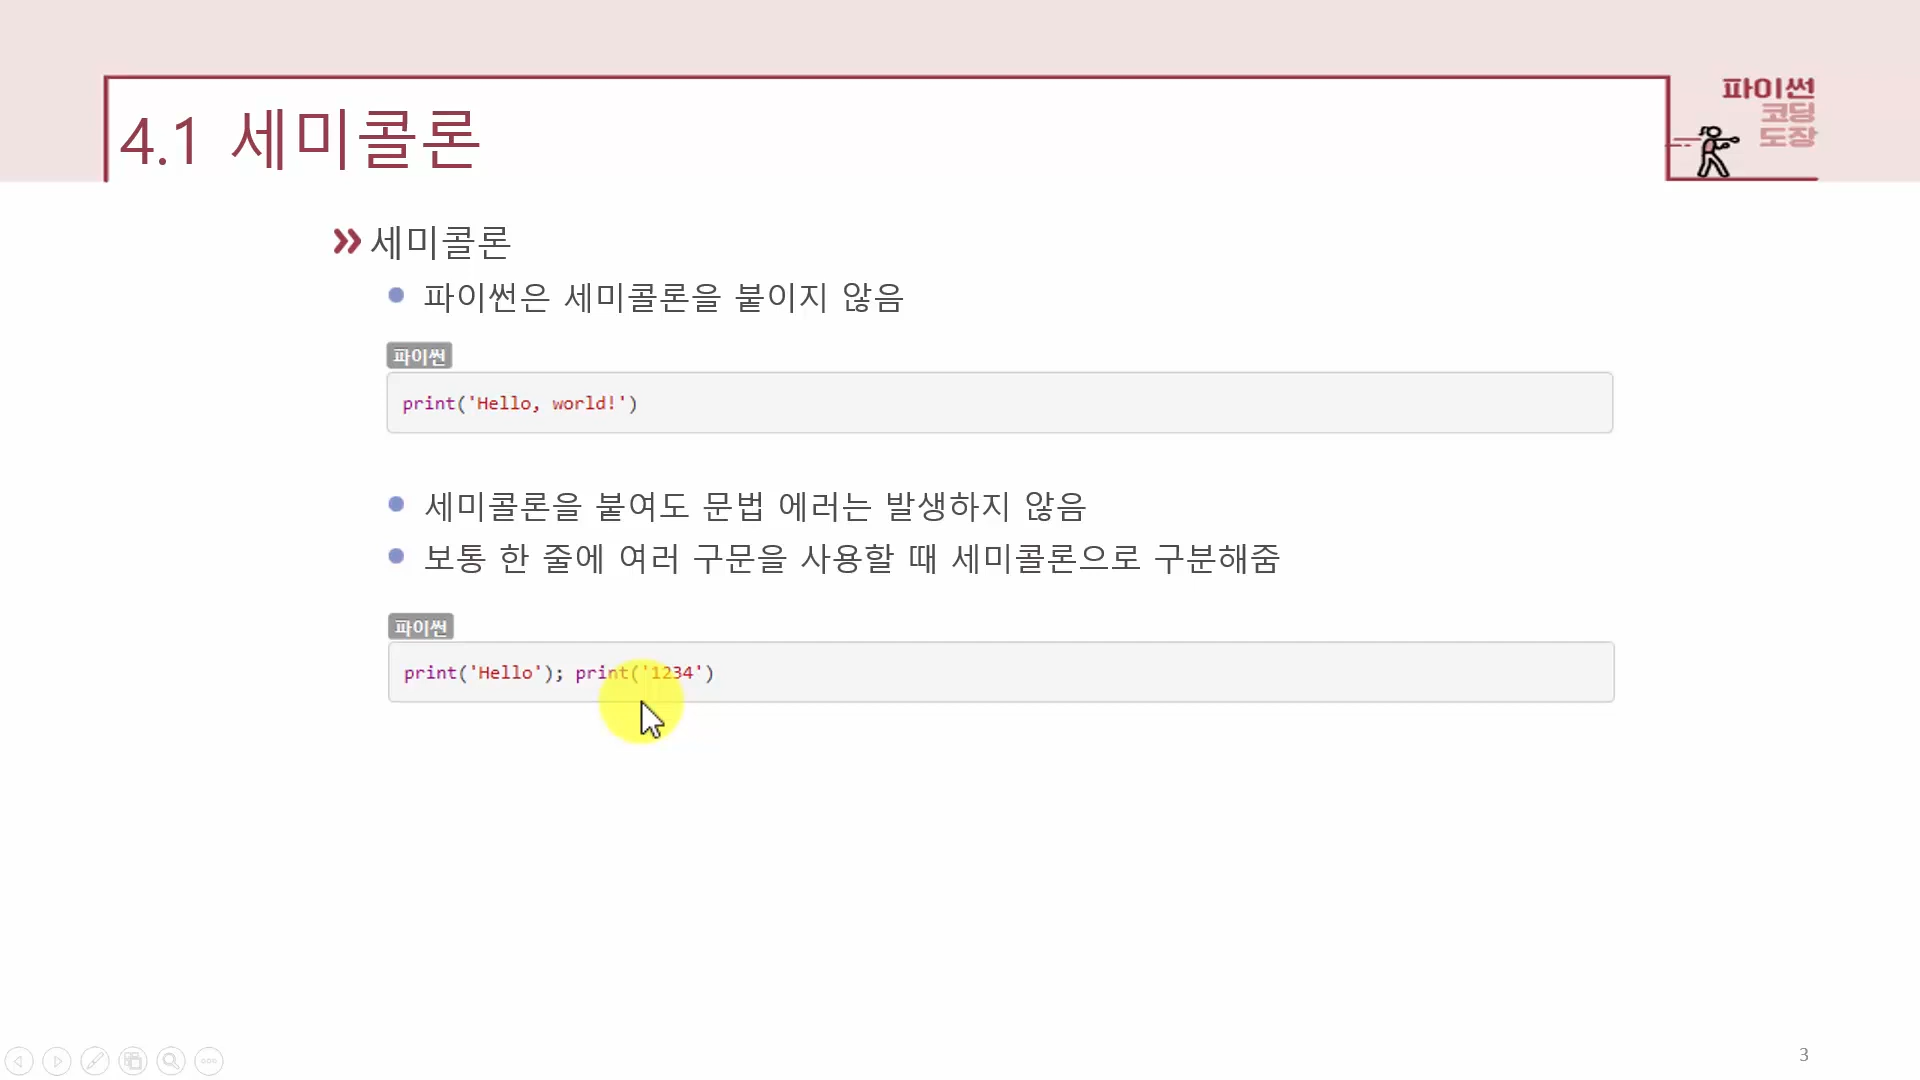 4.1 세미콜론
파이썬
코딩
도장
세미콜론
파이썬은 세미콜론을 붙이지 않음
파이썬
print('Hello, world!')
세미콜론을 붙여도 문법 에러는 발생하지 않음
보통 한 줄에 여러 구문을 사용할 때 세미콜론으로 구분해줌
파이썬
print('Hello'); print('1234')
3